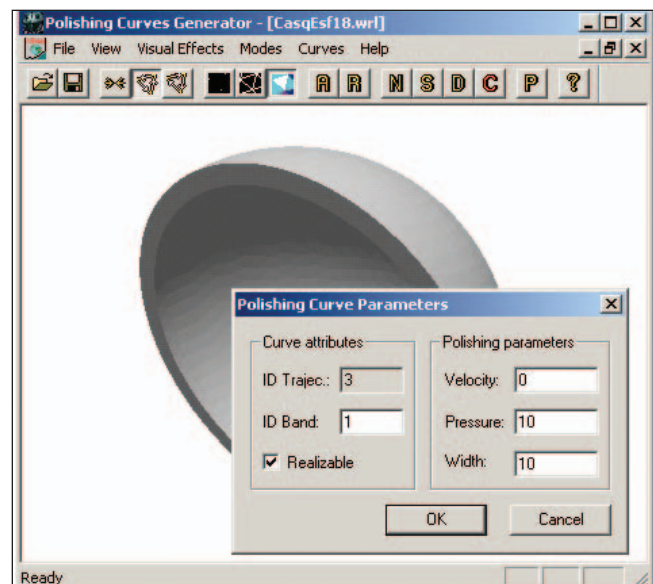 Polishing Curves Generator - [CasqEsf18.wrl]
File View Visual Effects Modes Curves Help
A R N S D C P ?
Polishing Curve Parameters
Curve attributes
ID Trajec.: 3
ID Band: 1
Realizable
Polishing parameters
Velocity: 0
Pressure: 10
Width: 10
OK Cancel
Ready